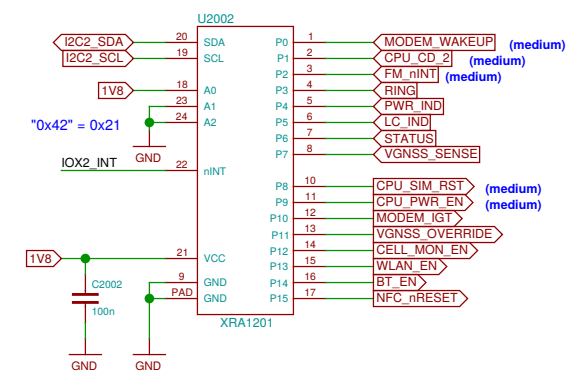 U2002
I2C2_SDA 20 SDA P0 1 MODEM_WAKEUP (medium)
I2C2_SCL 19 SCL P1 2 CPU_CD_2 (medium)
P2 3 FM_nINT (medium)
1V8 18 A0 P3 4 RING
23 A1 P4 5 PWR_IND
"0x42" = 0x21 24 A2 P5 6 LC_IND
P6 7 STATUS
GND P7 8 VGNSS_SENSE
IOX2_INT 22 nINT
P8 10 CPU_SIM_RST (medium)
P9 11 CPU_PWR_EN (medium)
P10 12 MODEM_IGT
P11 13 VGNSS_OVERRIDE
1V8 21 VCC P12 14 CELL_MON_EN
P13 15 WLAN_EN
C2002 9 GND P14 16 BT_EN
PAD GND P15 17 NFC_nRESET
100n
XRA1201
GND GND